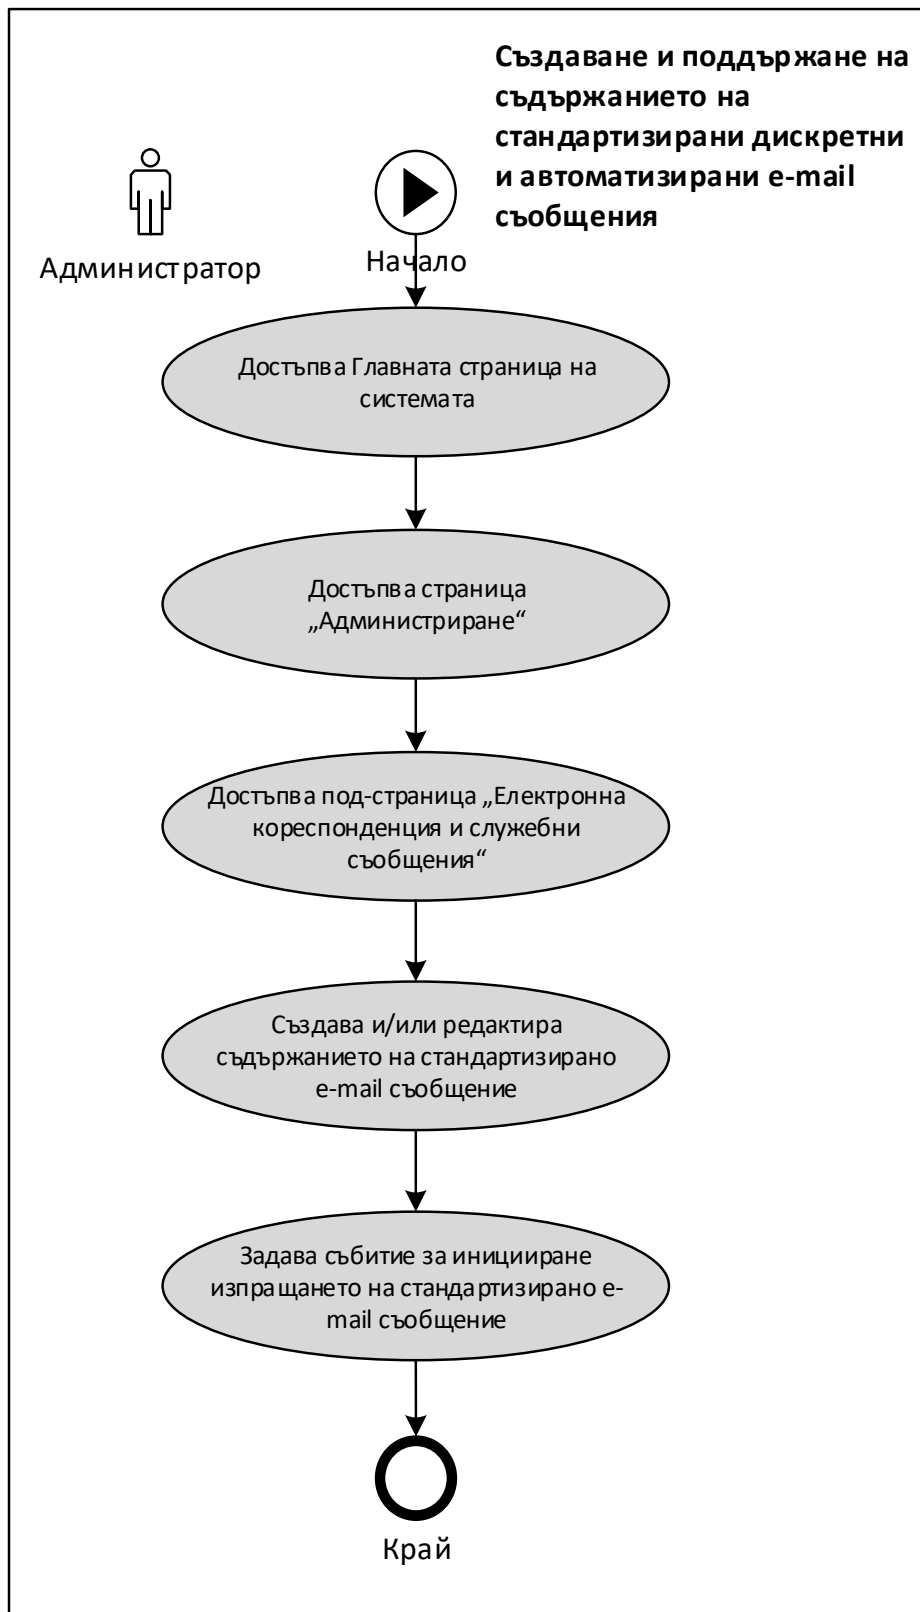 Създаване и поддържане на
съдържанието на
стандартизирани дискретни
и автоматизирани e-mail
съобщения
Администратор
Начало
Достъпва Главната страница на
системата
Достъпва страница
„Администриране“
Достъпва под-страница „Електронна
кореспонденция и служебни
съобщения“
Създава и/или редактира
съдържанието на стандартизирано
e-mail съобщение
Задава събитие за иницииране
изпращането на стандартизирано e-
mail съобщение
Край